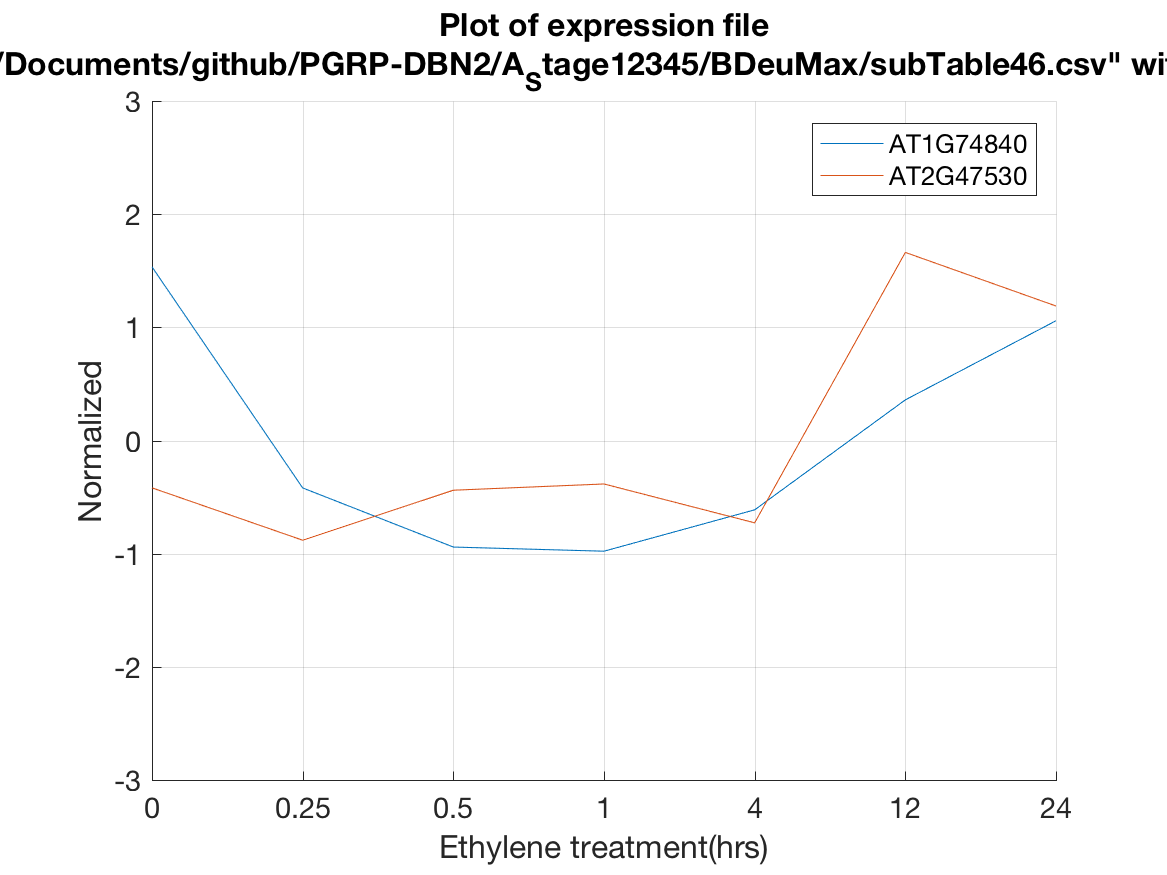 Plot of expression file
/Documents/github/PGRP-DBN2/AStage12345/BDeuMax/subTable46.csv" wi
3
AT1G74840
AT2G47530
2
1
0
-1
-2
-3
Normalized
0 0.25 0.5 1 4 12 24
Ethylene treatment(hrs)